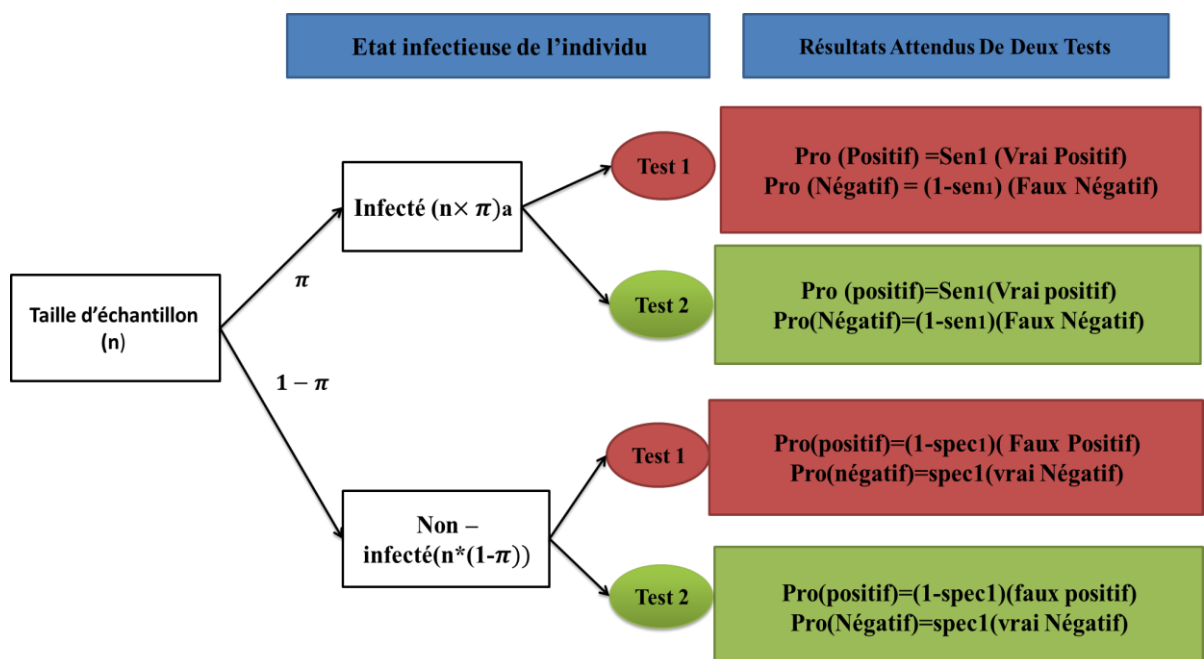 Etat infectieuse de l'individu
Résultats Attendus De Deux Tests
Taille d'échantillon
(n)
π
1 − π
Infecté (n× π)a
Test 1
Pro (Positif) =Sen1 (Vrai Positif)
Pro (Négatif) = (1-sen1) (Faux Négatif)
Test 2
Pro (positif)=Sen1(Vrai positif)
Pro(Négatif)=(1-sen1)(Faux Négatif)
Non –
infecté(n*(1-π))
Test 1
Pro(positif)=(1-spec1)( Faux Positif)
Pro(négatif)=spec1(vrai Négatif)
Test 2
Pro(positif)=(1-spec1)(faux positif)
Pro(Négatif)=spec1(vrai Négatif)